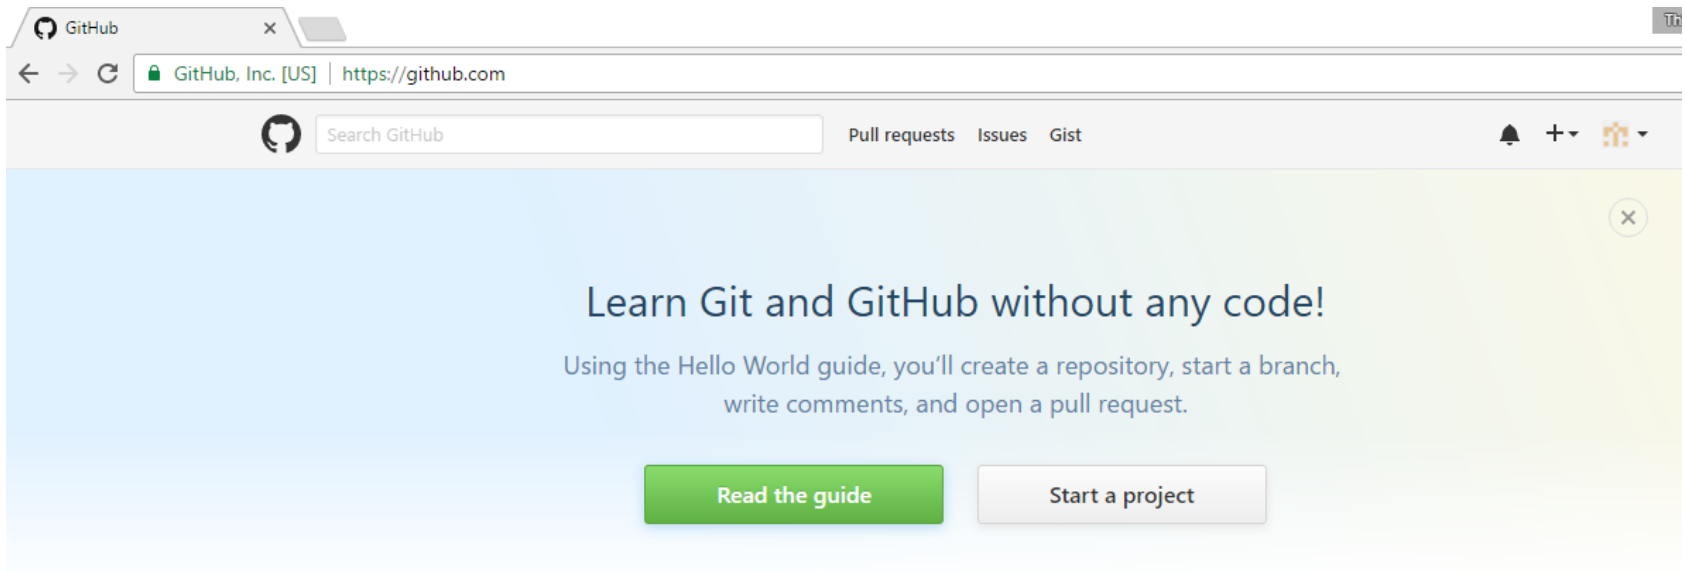 GitHub
GitHub, Inc. [US] | https://github.com
Search GitHub Pull requests Issues Gist
Learn Git and GitHub without any code!
Using the Hello World guide, you’ll create a repository, start a branch,
write comments, and open a pull request.
Read the guide Start a project